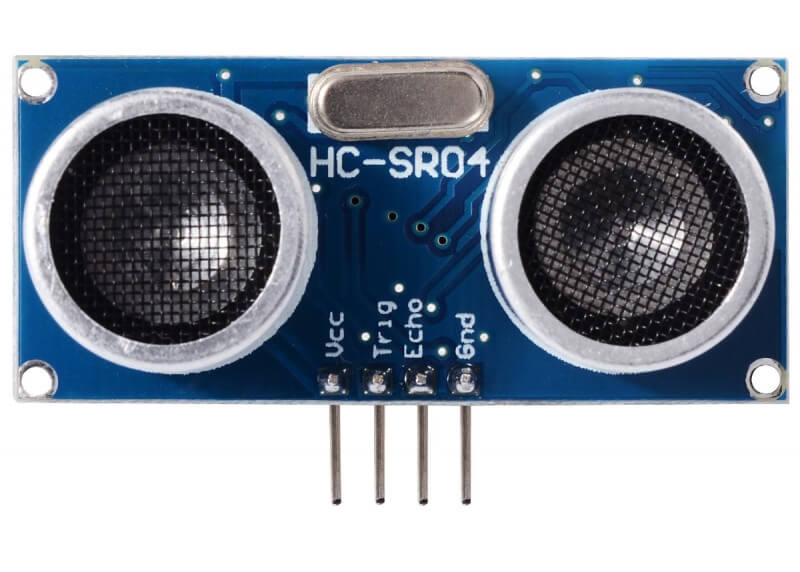 HC-SR04
Vcc
Trig
Echo
Gnd